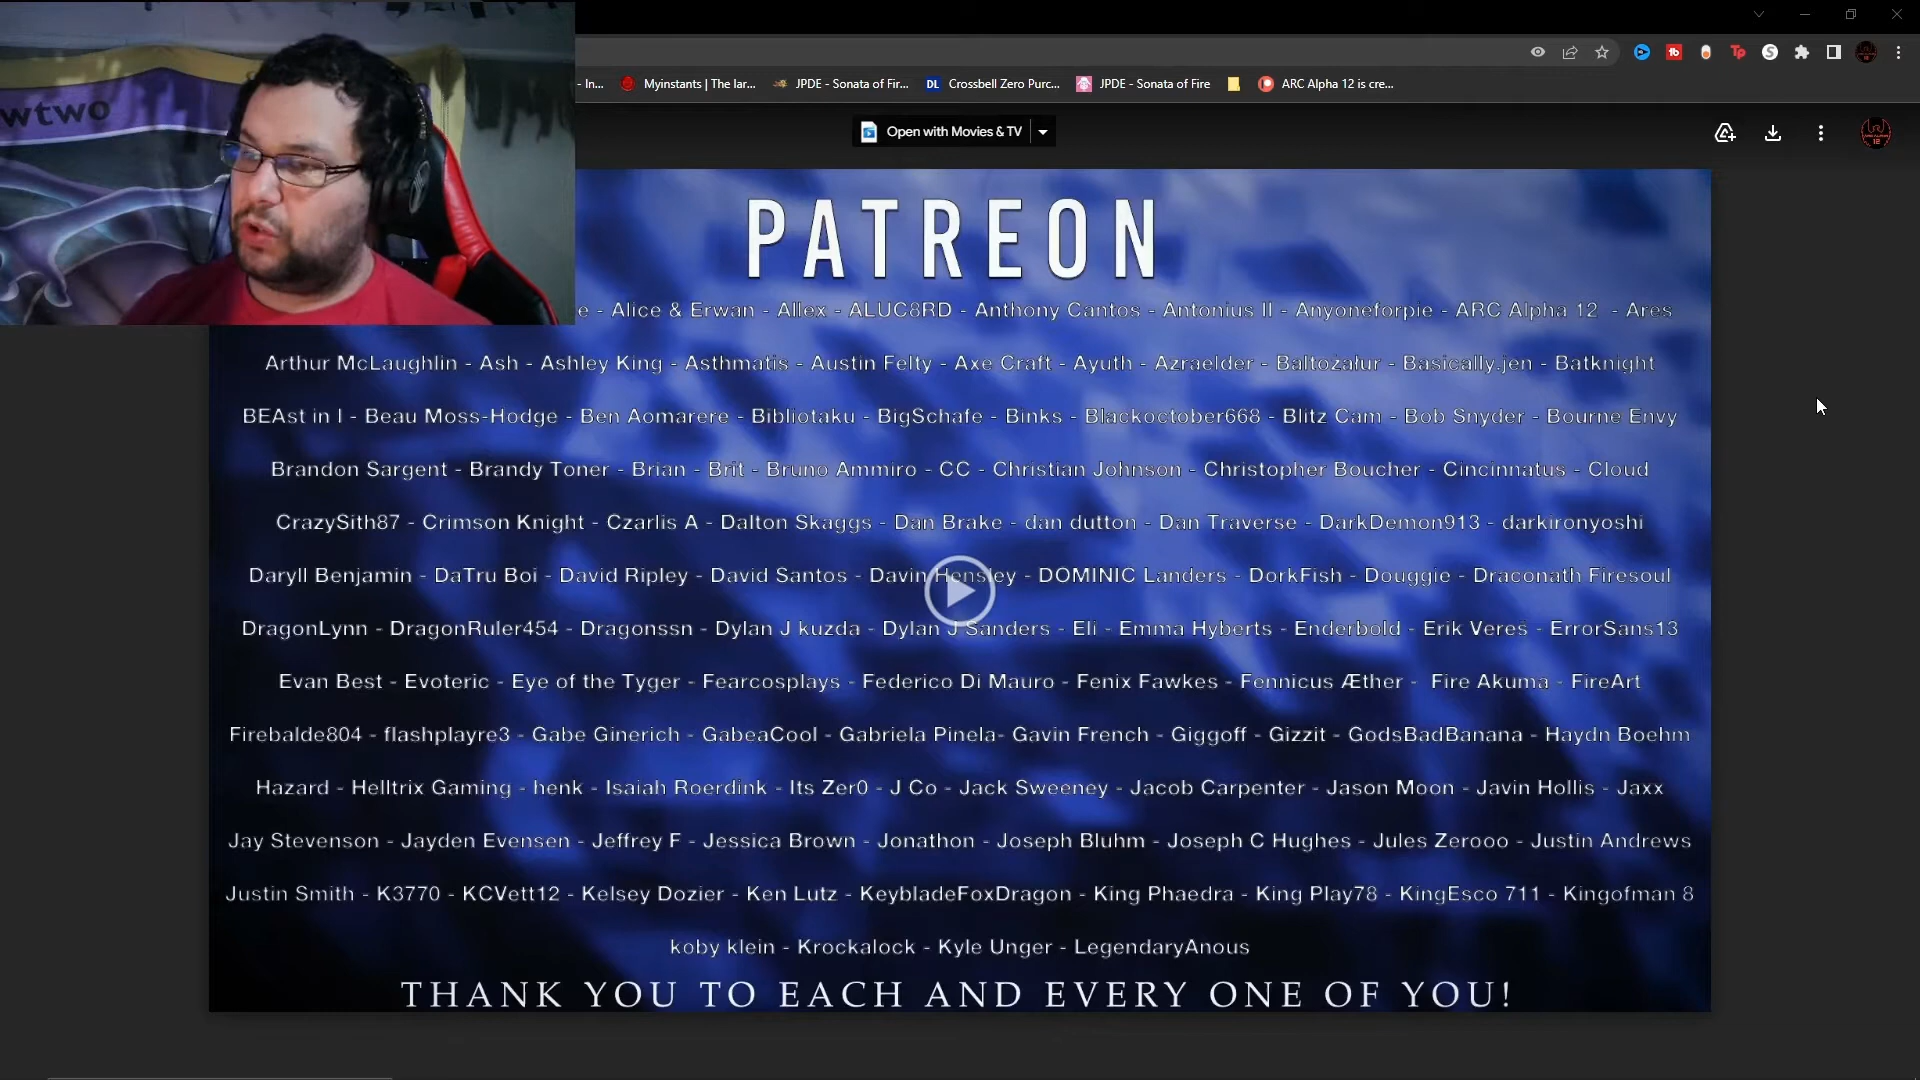 wtwo
- In...
Myinstants | The lar...
JPDE - Sonata of Fir...
DL Crossbell Zero Purc...
JPDE - Sonata of Fire
ARC Alpha 12 is cre...
Open with Movies & TV
PATREON
e - Alice & Erwan - Allex - ALUC8RD - Anthony Cantos - Antonius II - Anyoneforpie - ARC Alpha 12 - Ares
Arthur McLaughlin - Ash - Ashley King - Asthmatis - Austin Felty - Axe Craft - Ayuth - Azraelder - Baltożałur - Basically.jen - Batknight
BEAst in I - Beau Moss-Hodge - Ben Aomarere - Bibliotaku - BigSchafe - Binks - Blackoctober668 - Blitz Cam - Bob Snyder - Bourne Envy
Brandon Sargent - Brandy Toner - Brian - Brit - Bruno Ammiro - CC - Christian Johnson - Christopher Boucher - Cincinnatus - Cloud
CrazySith87 - Crimson Knight - Czarlis A - Dalton Skaggs - Dan Brake - dan dutton - Dan Traverse - DarkDemon913 - darkironyoshi
Daryll Benjamin - DaTru Boi - David Ripley - David Santos - Davin Hensley - DOMINIC Landers - DorkFish - Douggie - Draconath Firesoul
DragonLynn - DragonRuler454 - Dragonssn - Dylan J kuzda - Dylan J Sanders - Eli - Emma Hyberts - Enderbold - Erik Veres - ErrorSans13
Evan Best - Evoteric - Eye of the Tyger - Fearcosplays - Federico Di Mauro - Fenix Fawkes - Fennicus Æther - Fire Akuma - FireArt
Firebalde804 - flashplayre3 - Gabe Ginerich - GabeaCool - Gabriela Pinela- Gavin French - Giggoff - Gizzit - GodsBadBanana - Haydn Boehm
Hazard - Helltrix Gaming - henk - Isaiah Roerdink - Its Zer0 - J Co - Jack Sweeney - Jacob Carpenter - Jason Moon - Javin Hollis - Jaxx
Jay Stevenson - Jayden Evensen - Jeffrey F - Jessica Brown - Jonathon - Joseph Bluhm - Joseph C Hughes - Jules Zerooo - Justin Andrews
Justin Smith - K3770 - KCVett12 - Kelsey Dozier - Ken Lutz - KeybladeFoxDragon - King Phaedra - King Play78 - KingEsco 711 - Kingofman 8
koby klein - Krockalock - Kyle Unger - LegendaryAnous
THANK YOU TO EACH AND EVERY ONE OF YOU!